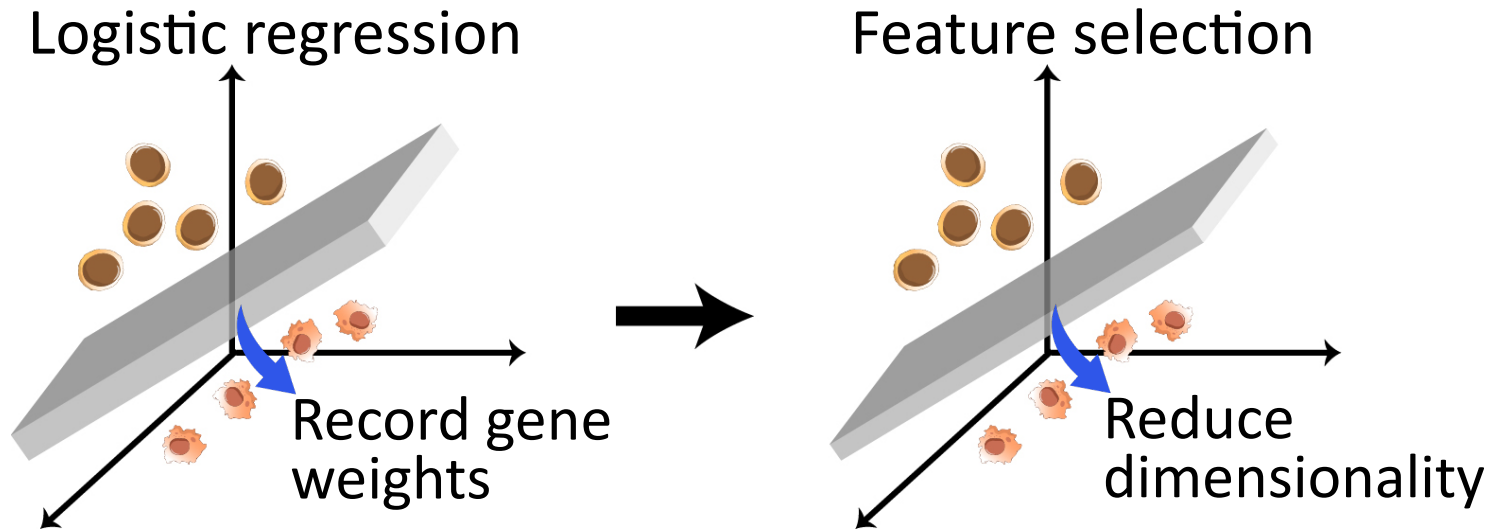 Logistic regression
Feature selection
Record gene
weights
Reduce
dimensionality